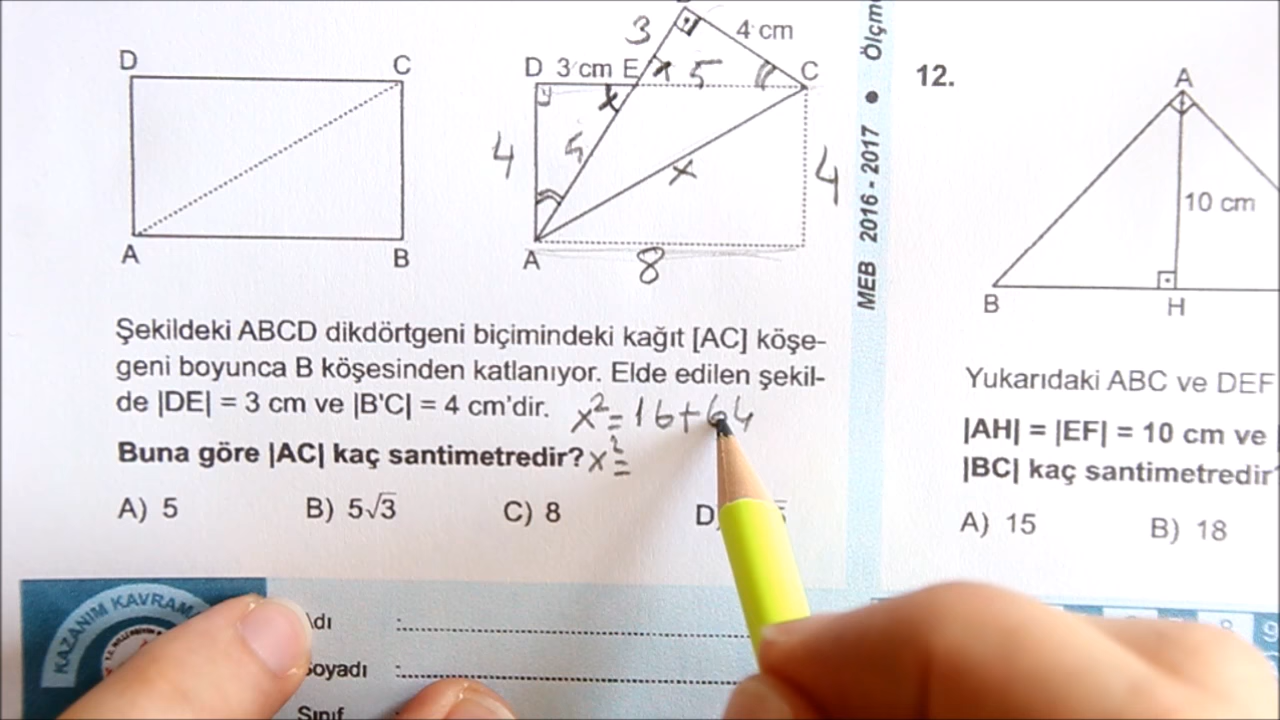 D C
A B
3 4 cm
D 3 cm E x 5 C
x
4 5 x 4
A 8
Şekildeki ABCD dikdörtgeni biçimindeki kağıt [AC] köşe-
geni boyunca B köşesinden katlanıyor. Elde edilen şekil-
de |DE| = 3 cm ve |B'C| = 4 cm'dir. x² = 16+64
Buna göre |AC| kaç santimetredir? x² =
A) 5 B) 5√3 C) 8 D)
KAZANIM KAVRAM
Adı :
Soyadı :
Sınıf
MEB 2016 - 2017 ● Ölçm
12.
A
10 cm
B H
Yukarıdaki ABC ve DEF
|AH| = |EF| = 10 cm ve
|BC| kaç santimetredir
A) 15 B) 18